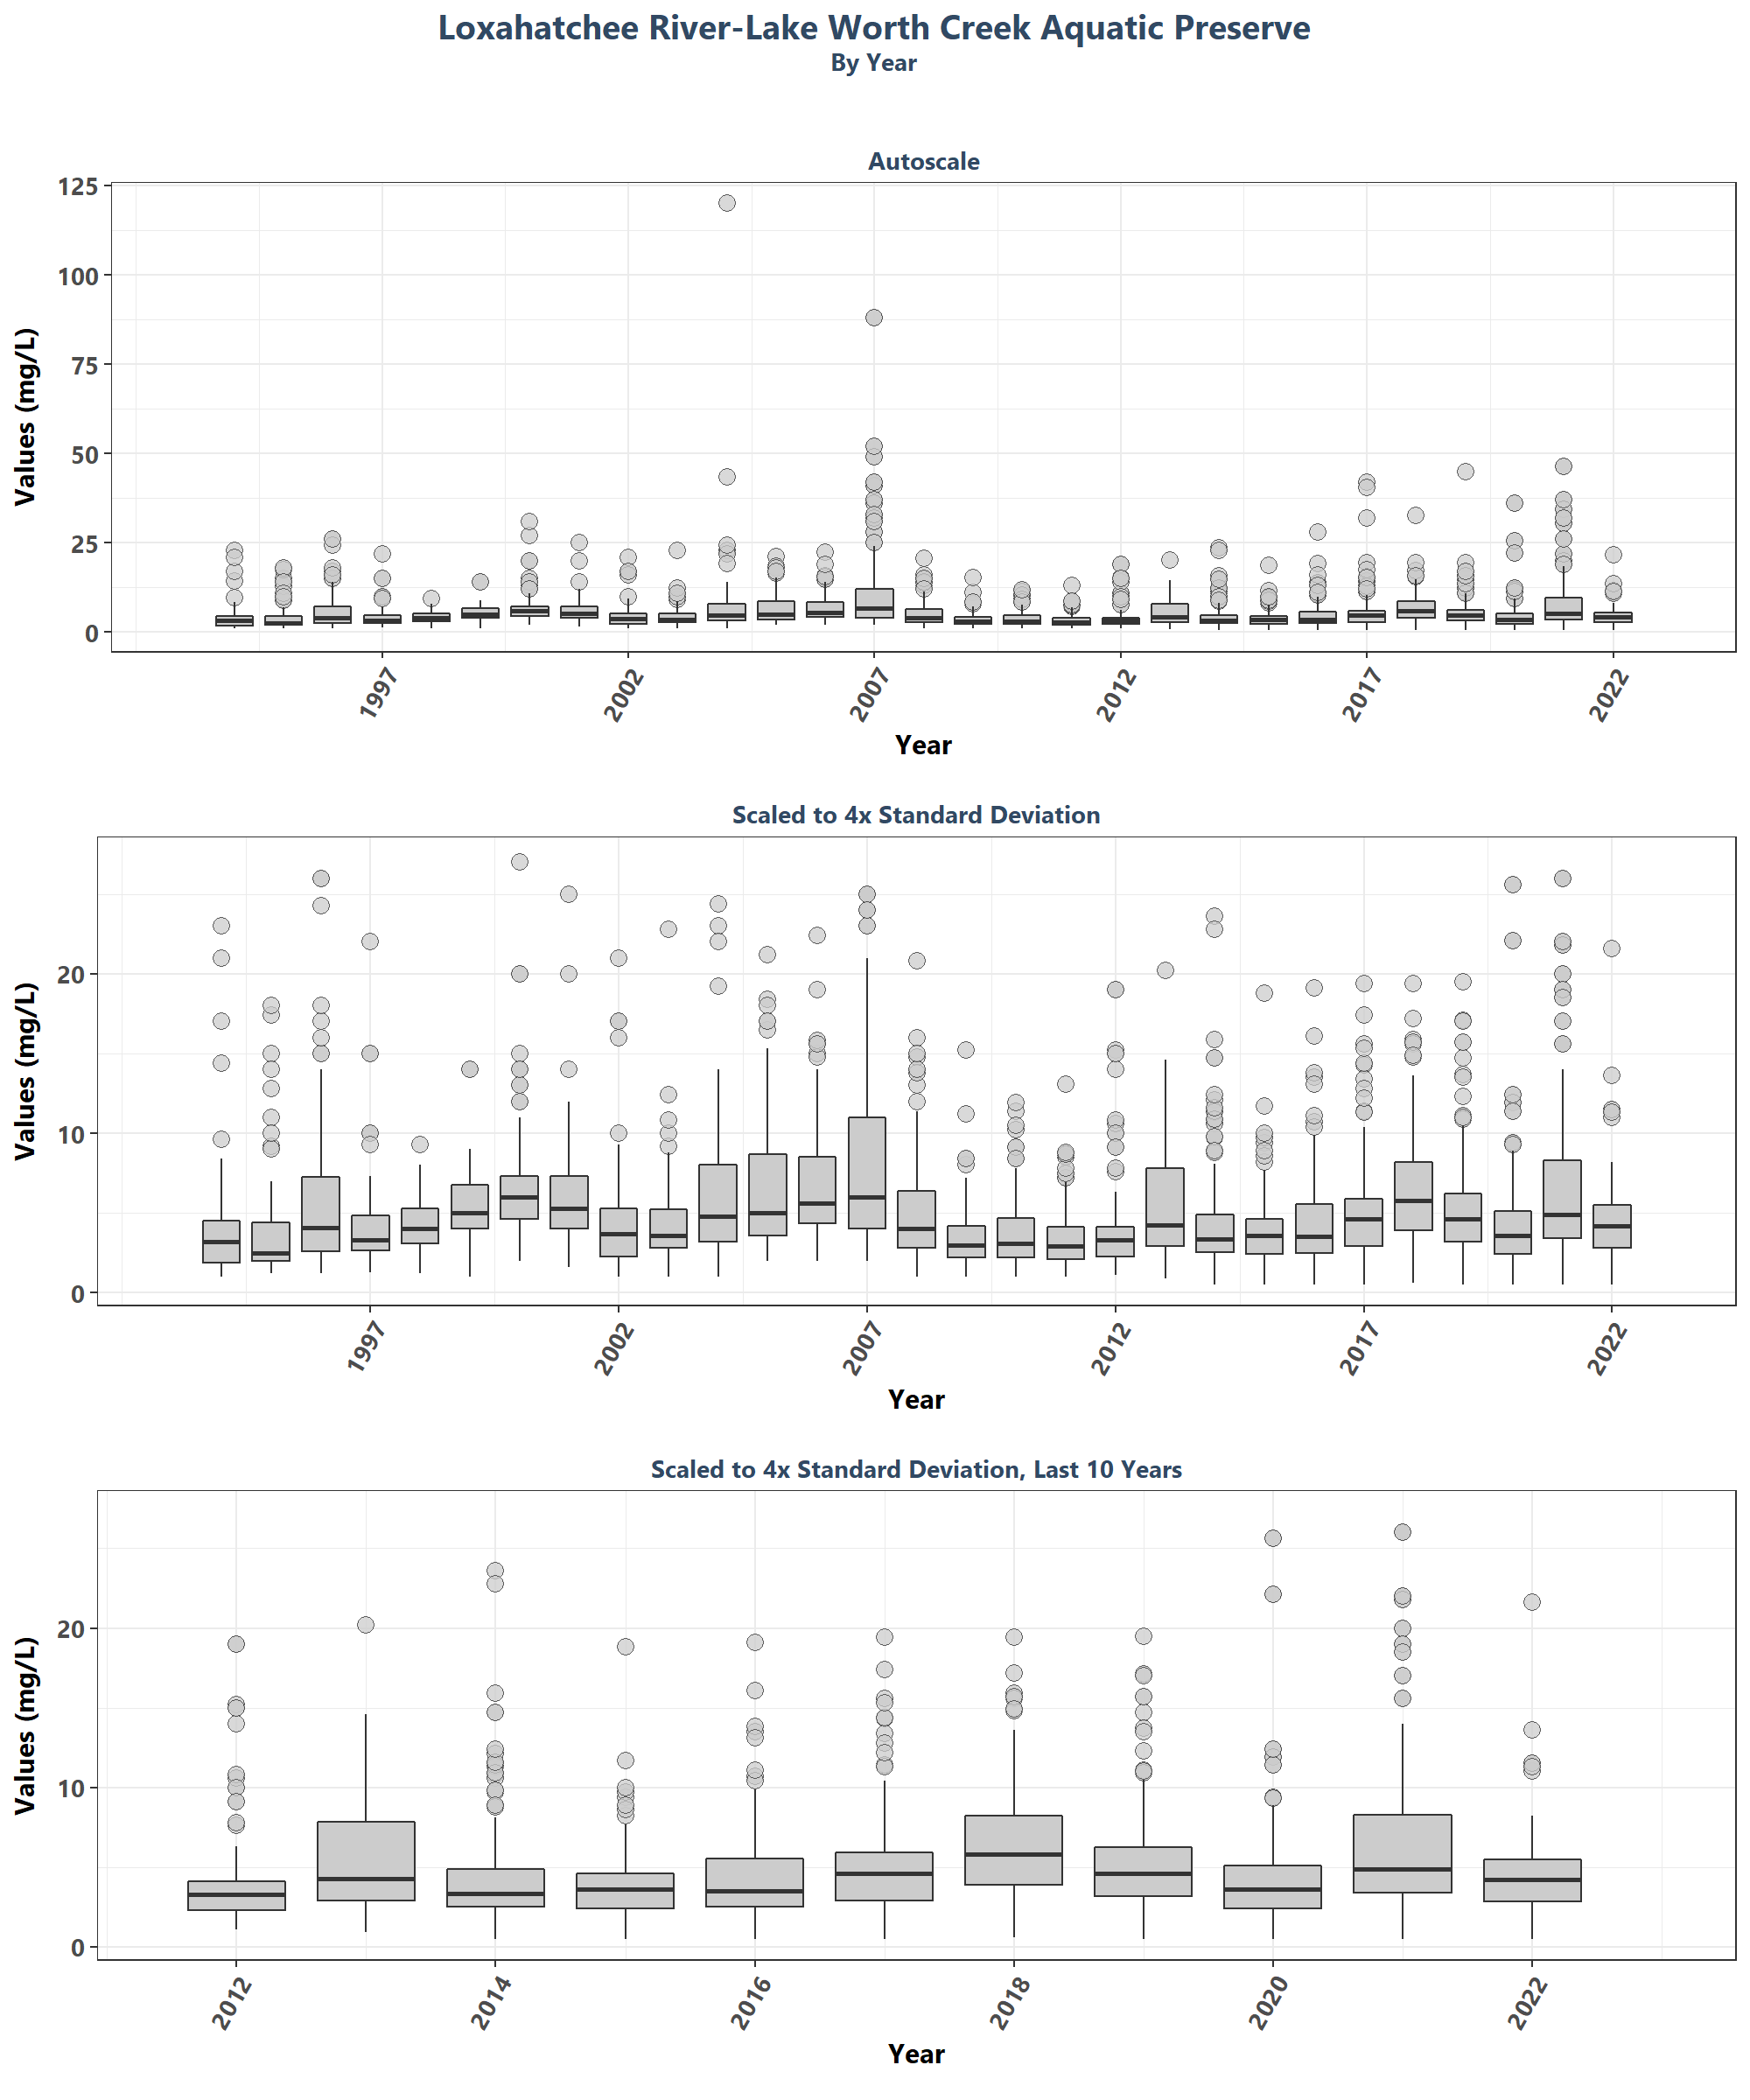 Loxahatchee River-Lake Worth Creek Aquatic Preserve
By Year
Autoscale
Values (mg/L)
125
100
75
50
25
0
1997
2002
2007
2012
2017
2022
Year
Scaled to 4x Standard Deviation
Values (mg/L)
20
10
0
1997
2002
2007
2012
2017
2022
Year
Scaled to 4x Standard Deviation, Last 10 Years
Values (mg/L)
20
10
0
2012
2014
2016
2018
2020
2022
Year